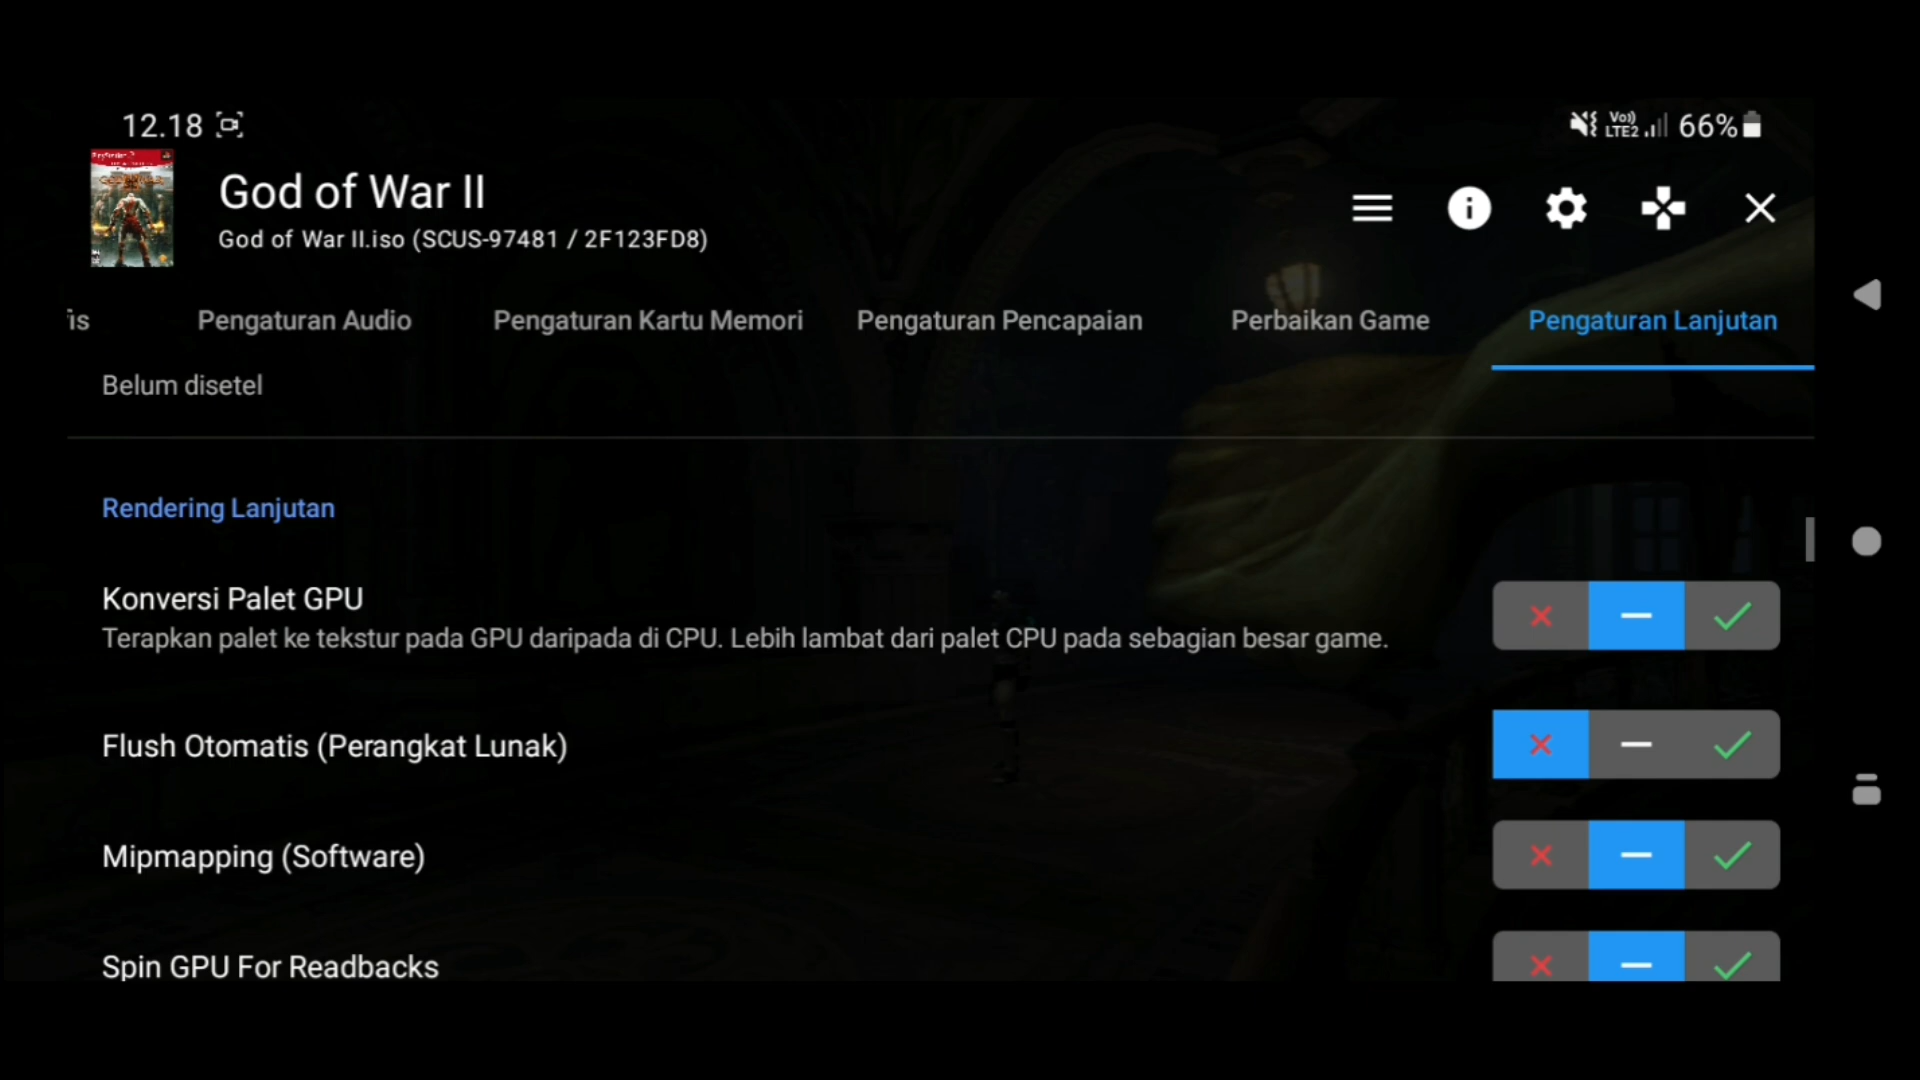 12.18
Vo))
LTE2
66%
God of War II
God of War II.iso (SCUS-97481 / 2F123FD8)
is
Pengaturan Audio
Pengaturan Kartu Memori
Pengaturan Pencapaian
Perbaikan Game
Pengaturan Lanjutan
Belum disetel
Rendering Lanjutan
Konversi Palet GPU
Terapkan palet ke tekstur pada GPU daripada di CPU. Lebih lambat dari palet CPU pada sebagian besar game.
Flush Otomatis (Perangkat Lunak)
Mipmapping (Software)
Spin GPU For Readbacks